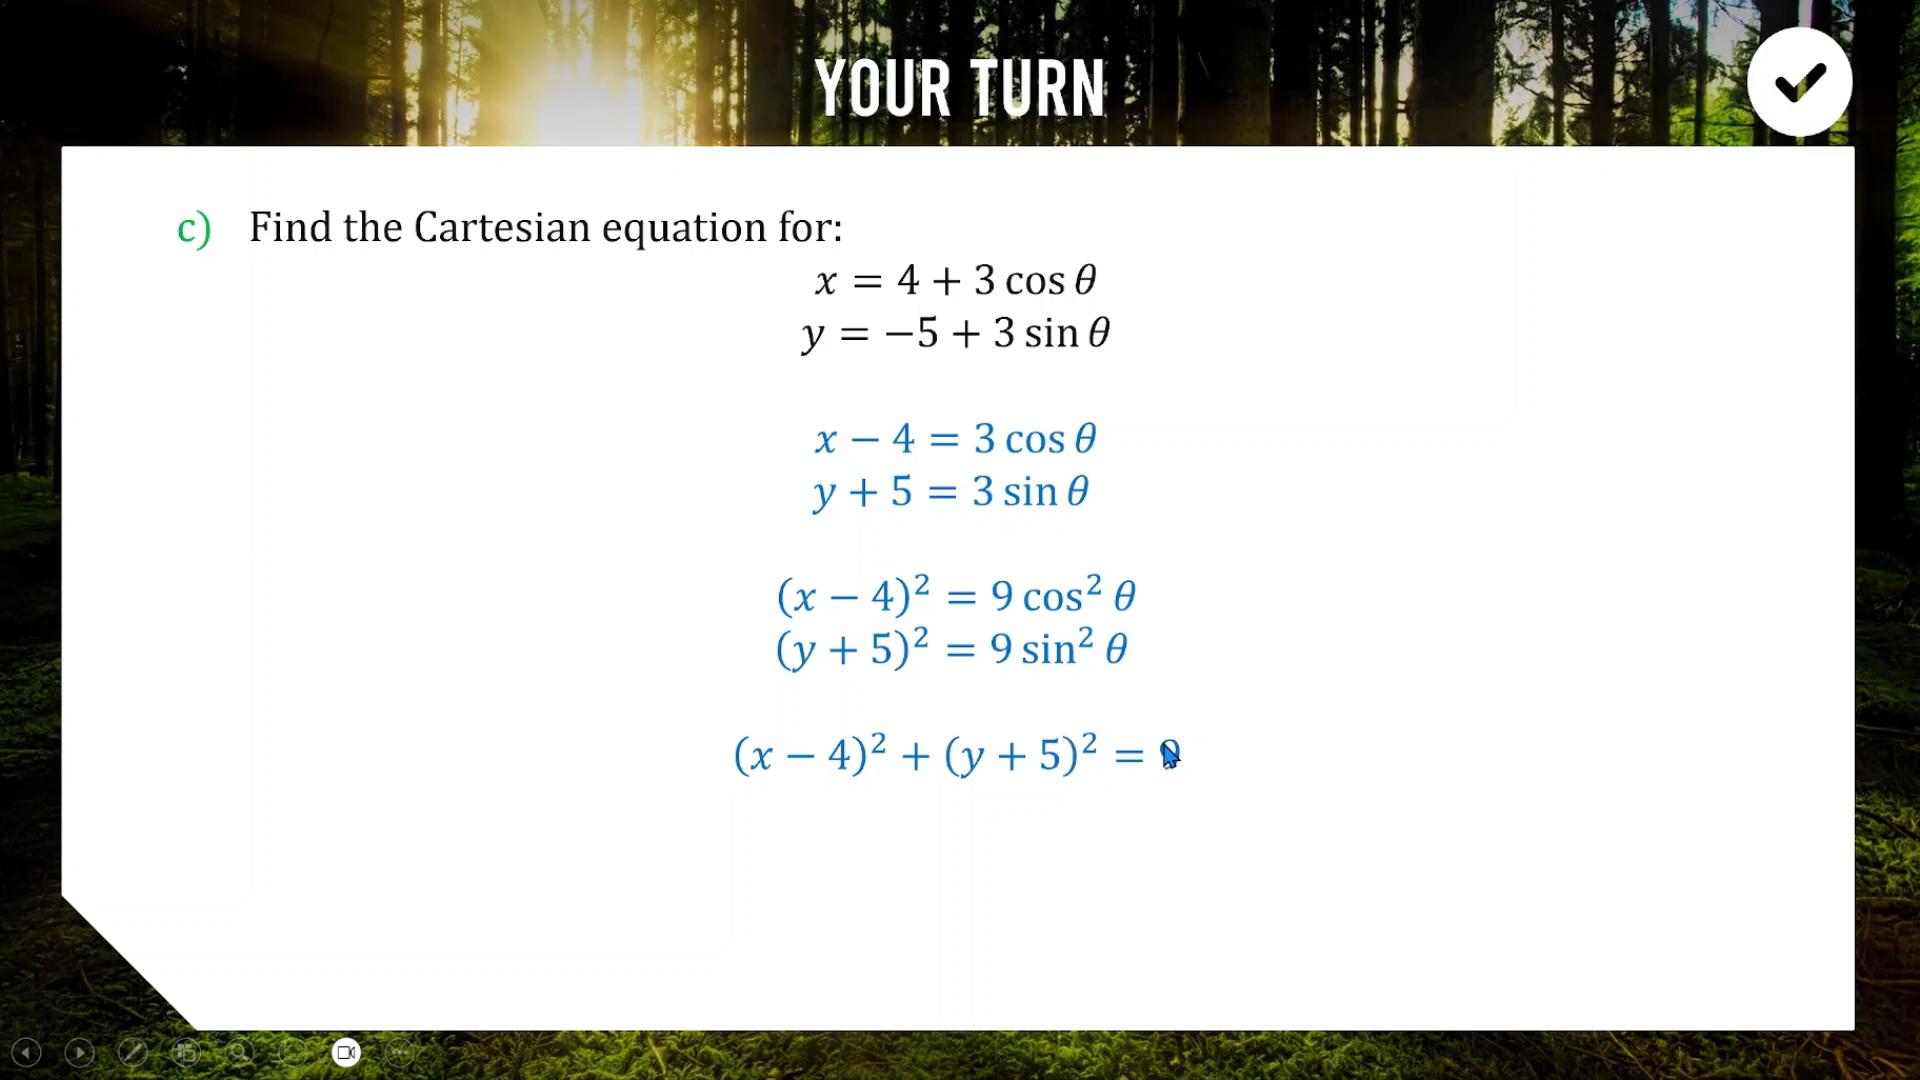 YOUR TURN
c) Find the Cartesian equation for:
x = 4 + 3 cos θ
y = −5 + 3 sin θ
x − 4 = 3 cos θ
y + 5 = 3 sin θ
(x − 4)² = 9 cos² θ
(y + 5)² = 9 sin² θ
(x − 4)² + (y + 5)² = 9